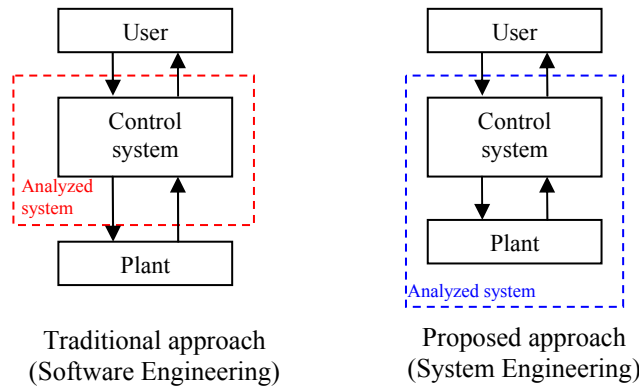 User
Control
system
Analyzed
system
Plant
Traditional approach
(Software Engineering)
User
Control
system
Plant
Analyzed system
Proposed approach
(System Engineering)